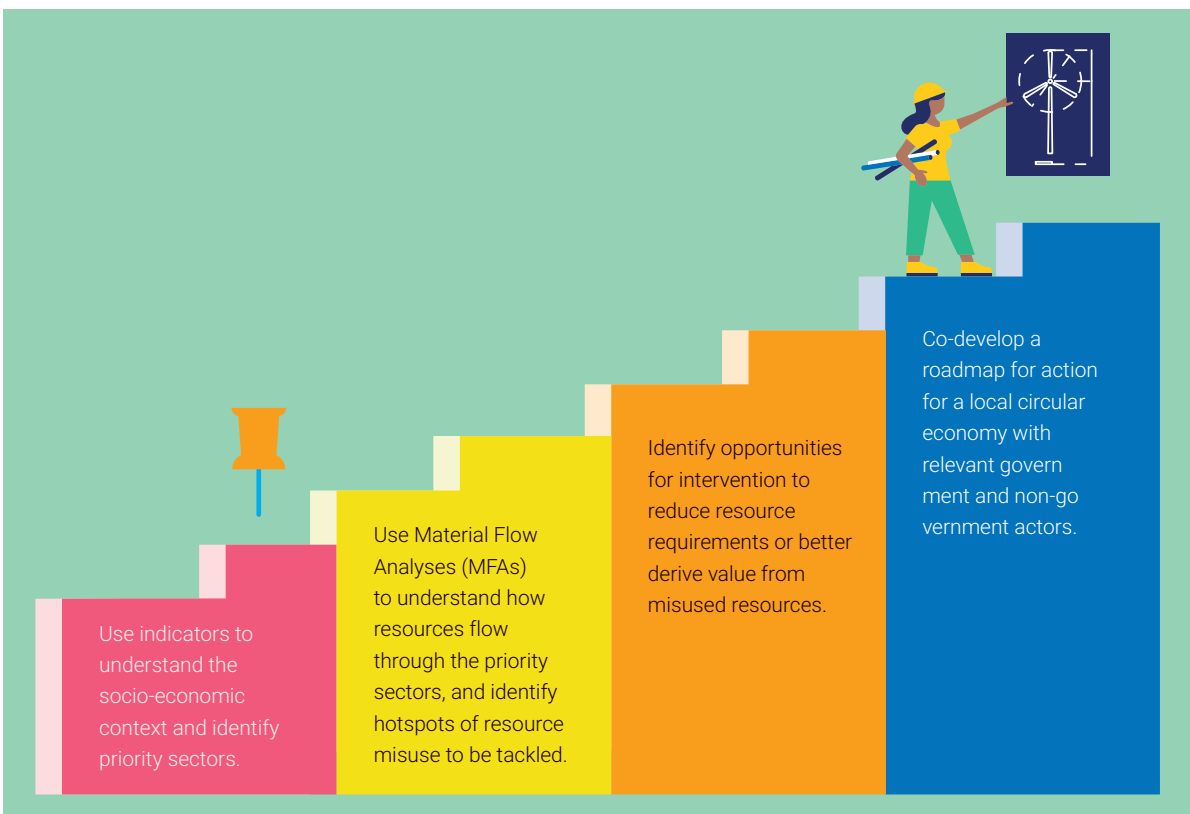 Use indicators to
understand the
socio-economic
context and identify
priority sectors.
Use Material Flow
Analyses (MFAs)
to understand how
resources flow
through the priority
sectors, and identify
hotspots of resource
misuse to be tackled.
Identify opportunities
for intervention to
reduce resource
requirements or better
derive value from
misused resources.
Co-develop a
roadmap for action
for a local circular
economy with
relevant govern
ment and non-go
vernment actors.